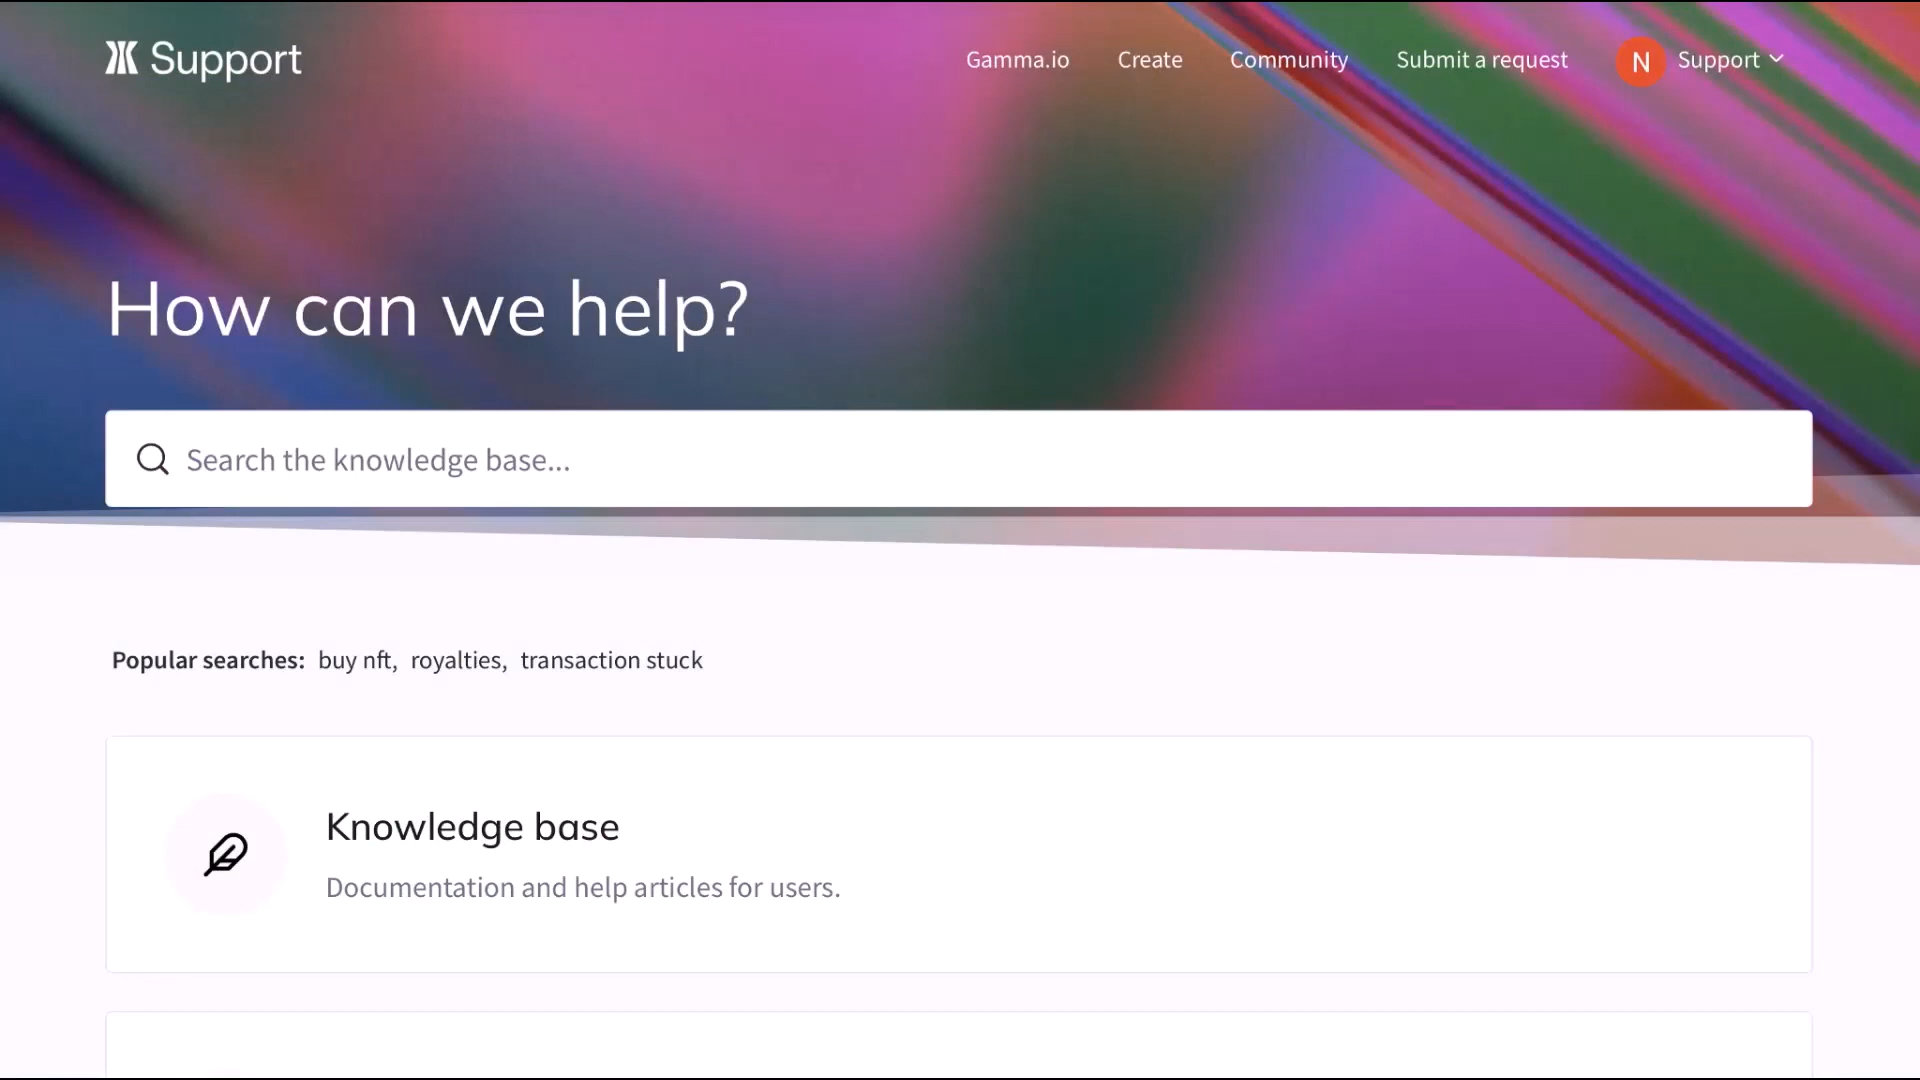 Support
Gamma.io
Create
Community
Submit a request
N
Support
How can we help?
Search the knowledge base...
Popular searches: buy nft, royalties, transaction stuck
Knowledge base
Documentation and help articles for users.